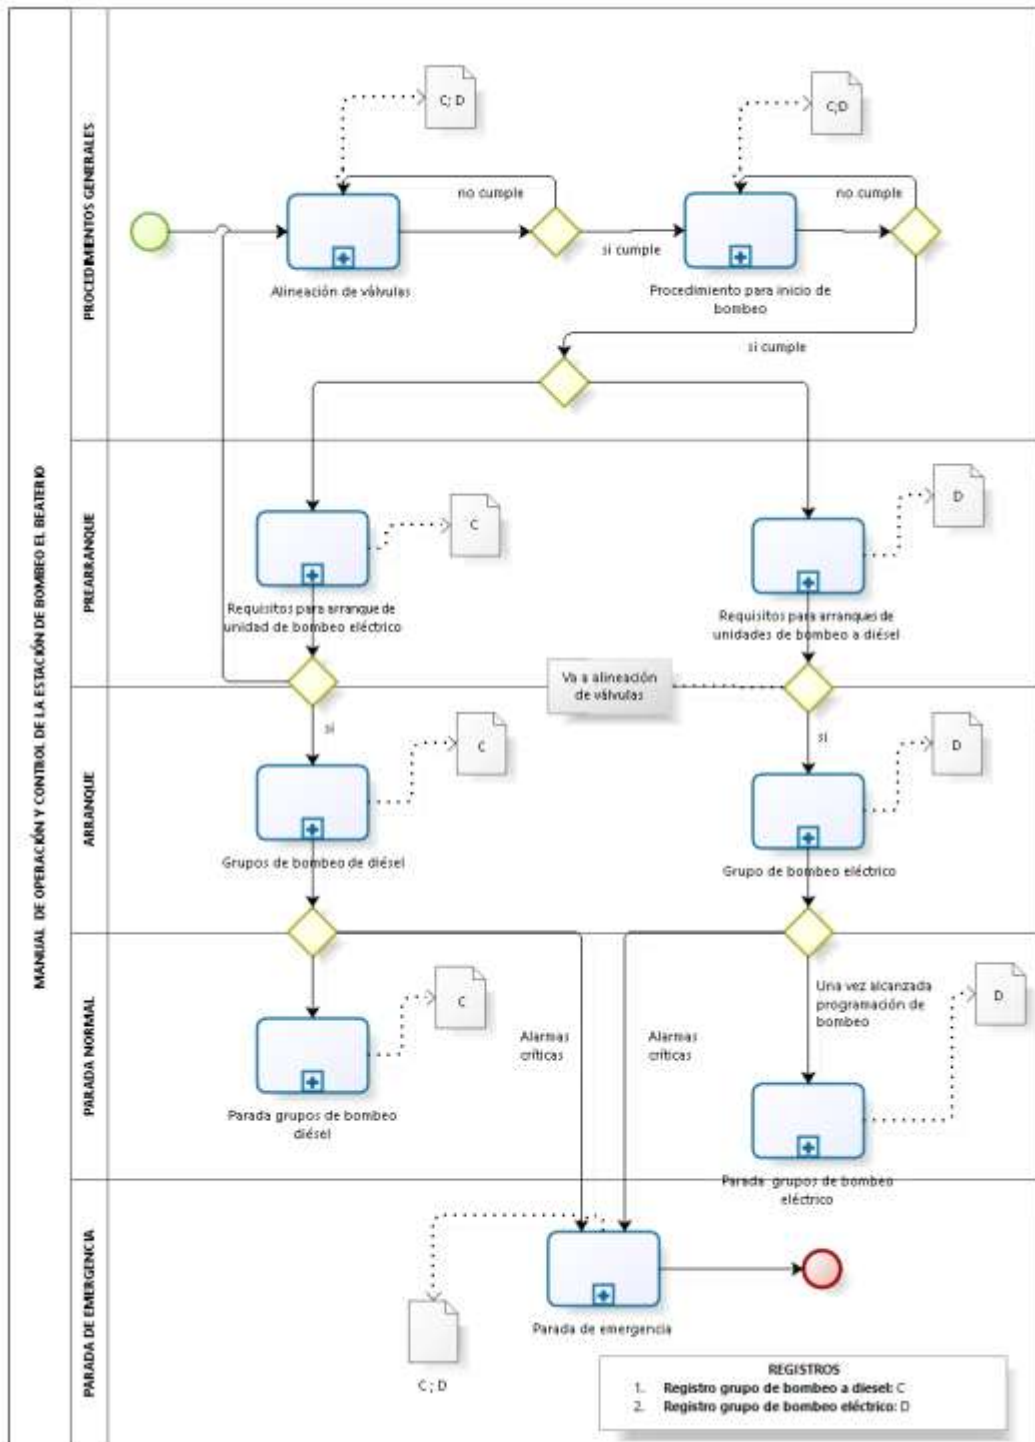 MANUAL DE OPERACIÓN Y CONTROL DE LA ESTACIÓN DE BOMBEO EL BEATERIO
PROCEDIMIENTOS GENERALES
C; D
C;D
no cumple
no cumple
si cumple
Alineación de válvulas
Procedimiento para inicio de
bombeo
si cumple
PREARRANQUE
C
D
Requisitos para arranque de
unidad de bombeo eléctrico
Requisitos para arranques de
unidades de bombeo a diésel
Va a alineación
de válvulas
ARRANQUE
si
C
si
D
Grupos de bombeo de diésel
Grupo de bombeo eléctrico
PARADA NORMAL
C
Una vez alcanzada
programación de
bombeo
D
Alarmas
críticas
Alarmas
críticas
Parada grupos de bombeo
diésel
Parada grupos de bombeo
eléctrico
PARADA DE EMERGENCIA
Parada de emergencia
C ; D
REGISTROS
1. Registro grupo de bombeo a diesel: C
2. Registro grupo de bombeo eléctrico: D